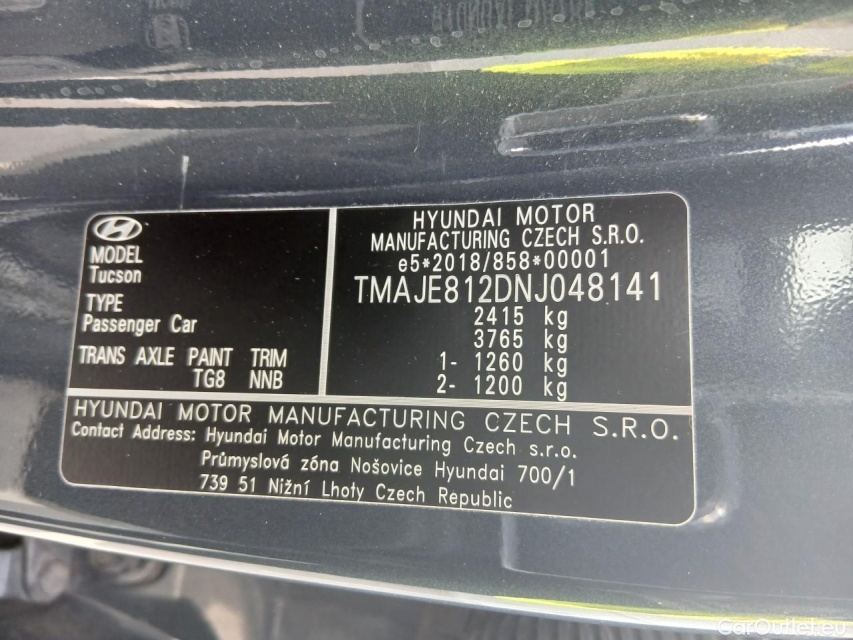 MODEL
Tucson
TYPE
Passenger Car
TRANS AXLE PAINT TRIM
TG8 NNB
HYUNDAI MOTOR
MANUFACTURING CZECH S.R.O.
e5*2018/858*00001
TMAJE812DNJ048141
2415 kg
3765 kg
1- 1260 kg
2- 1200 kg
HYUNDAI MOTOR MANUFACTURING CZECH S.R.O.
Contact Address: Hyundai Motor Manufacturing Czech s.r.o.
Průmyslová zóna Nošovice Hyundai 700/1
739 51 Nižní Lhoty Czech Republic
CarOutlet.eu